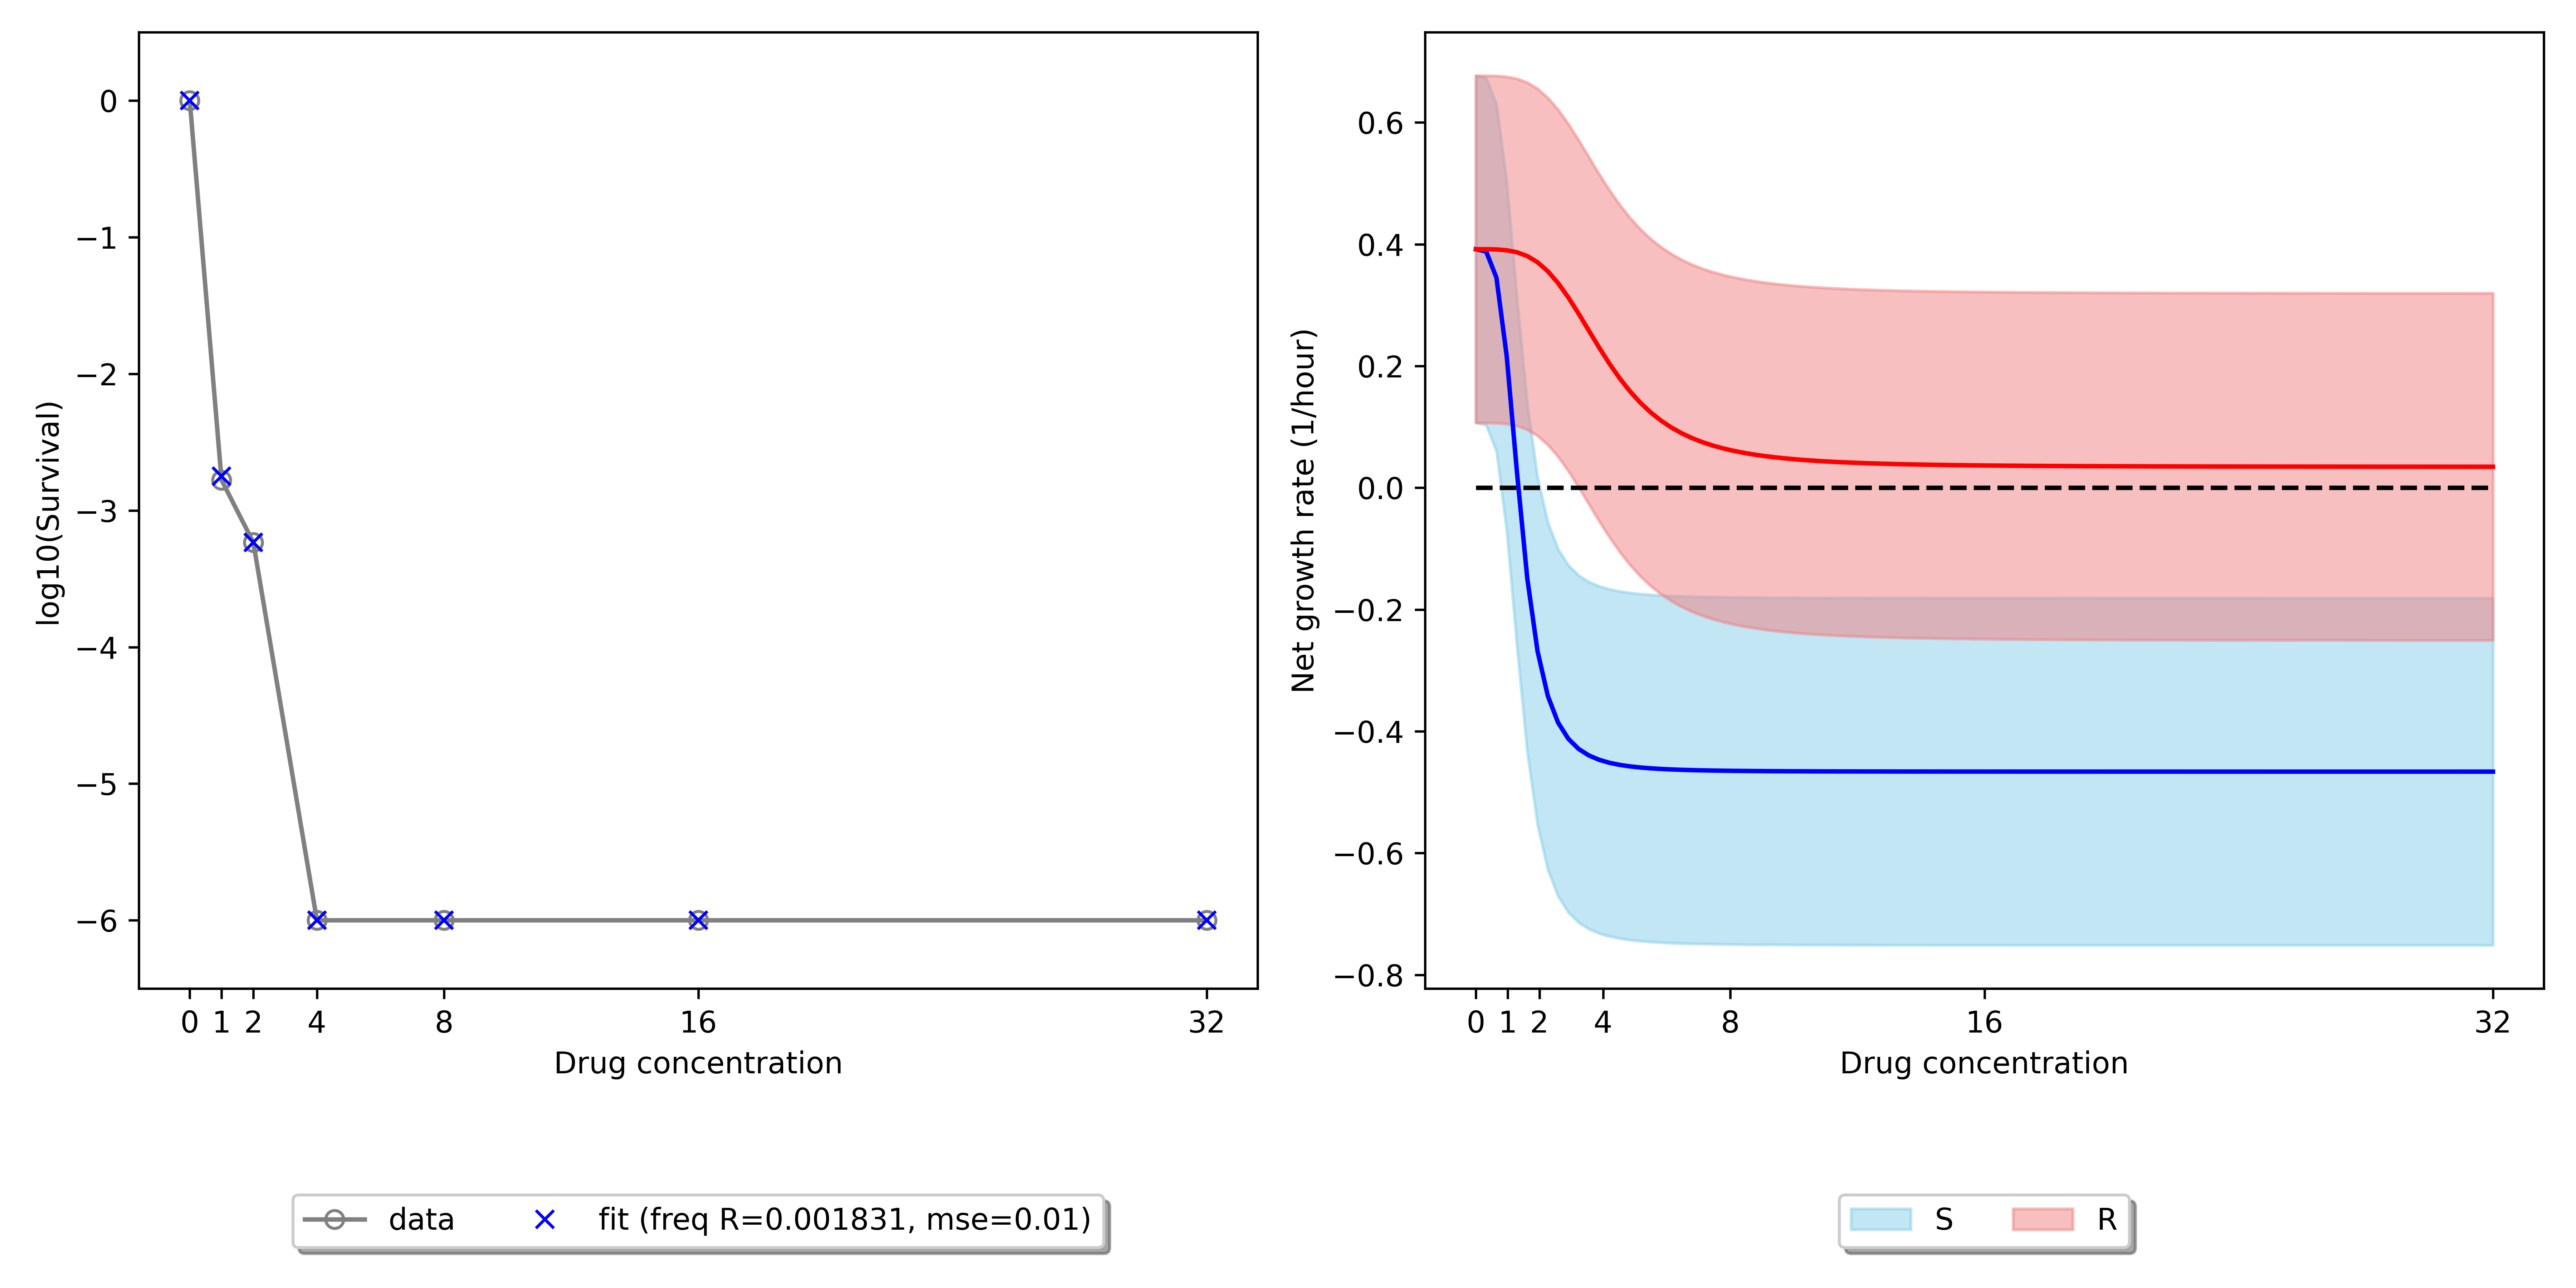 log10(Survival)
0
−1
−2
−3
−4
−5
−6
0 1 2 4 8 16 32
Drug concentration
data fit (freq R=0.001831, mse=0.01)
Net growth rate (1/hour)
0.6
0.4
0.2
0.0
−0.2
−0.4
−0.6
−0.8
0 1 2 4 8 16 32
Drug concentration
S R